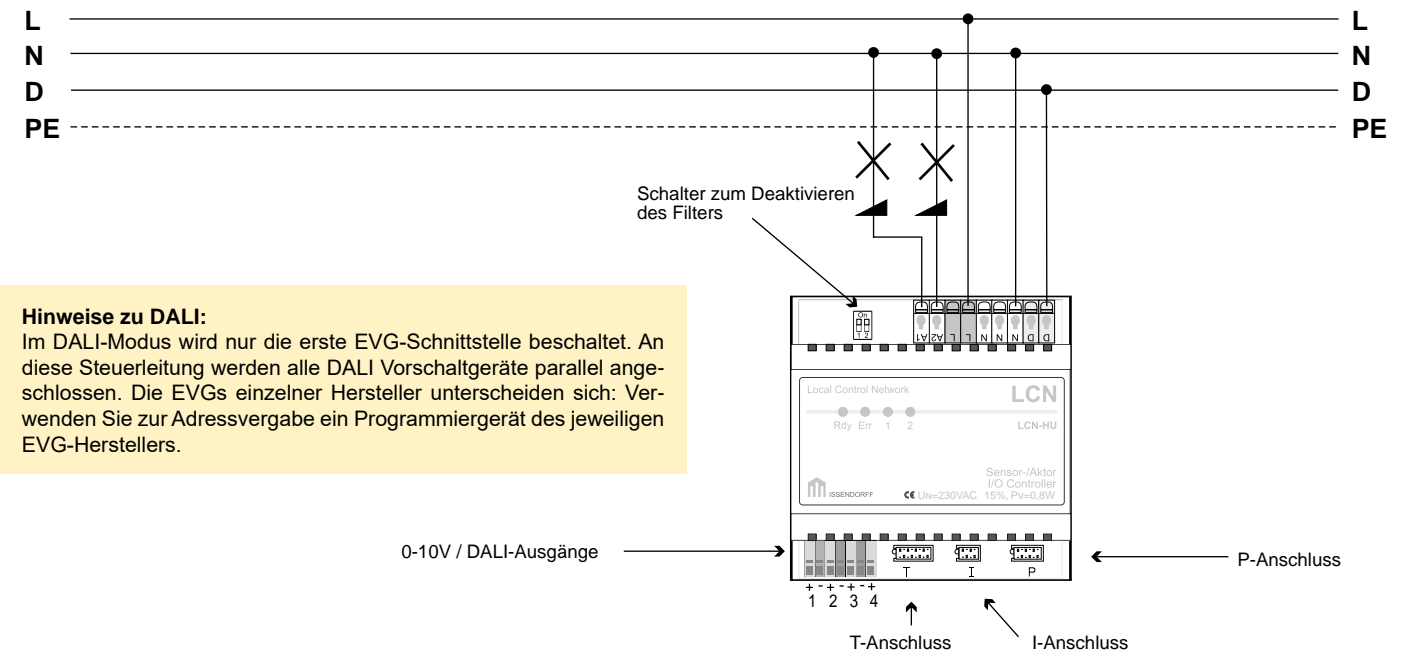 L L
N N
D D
PE PE
Schalter zum Deaktivieren
des Filters
Hinweise zu DALI:
Im DALI-Modus wird nur die erste EVG-Schnittstelle beschaltet. An
diese Steuerleitung werden alle DALI Vorschaltgeräte parallel ange-
schlossen. Die EVGs einzelner Hersteller unterscheiden sich: Ver-
wenden Sie zur Adressvergabe ein Programmiergerät des jeweiligen
EVG-Herstellers.
On
1 2
A1 A2 L L N N N D D
Local Control Network LCN
Rdy Err 1 2 LCN-HU
Sensor-/Aktor
I/O Controller
ISSENDORFF CE UN=230VAC 15%, PV=0,8W
0-10V / DALI-Ausgänge
P-Anschluss
T I P
+ - + - + - +
1 2 3 4
T-Anschluss I-Anschluss